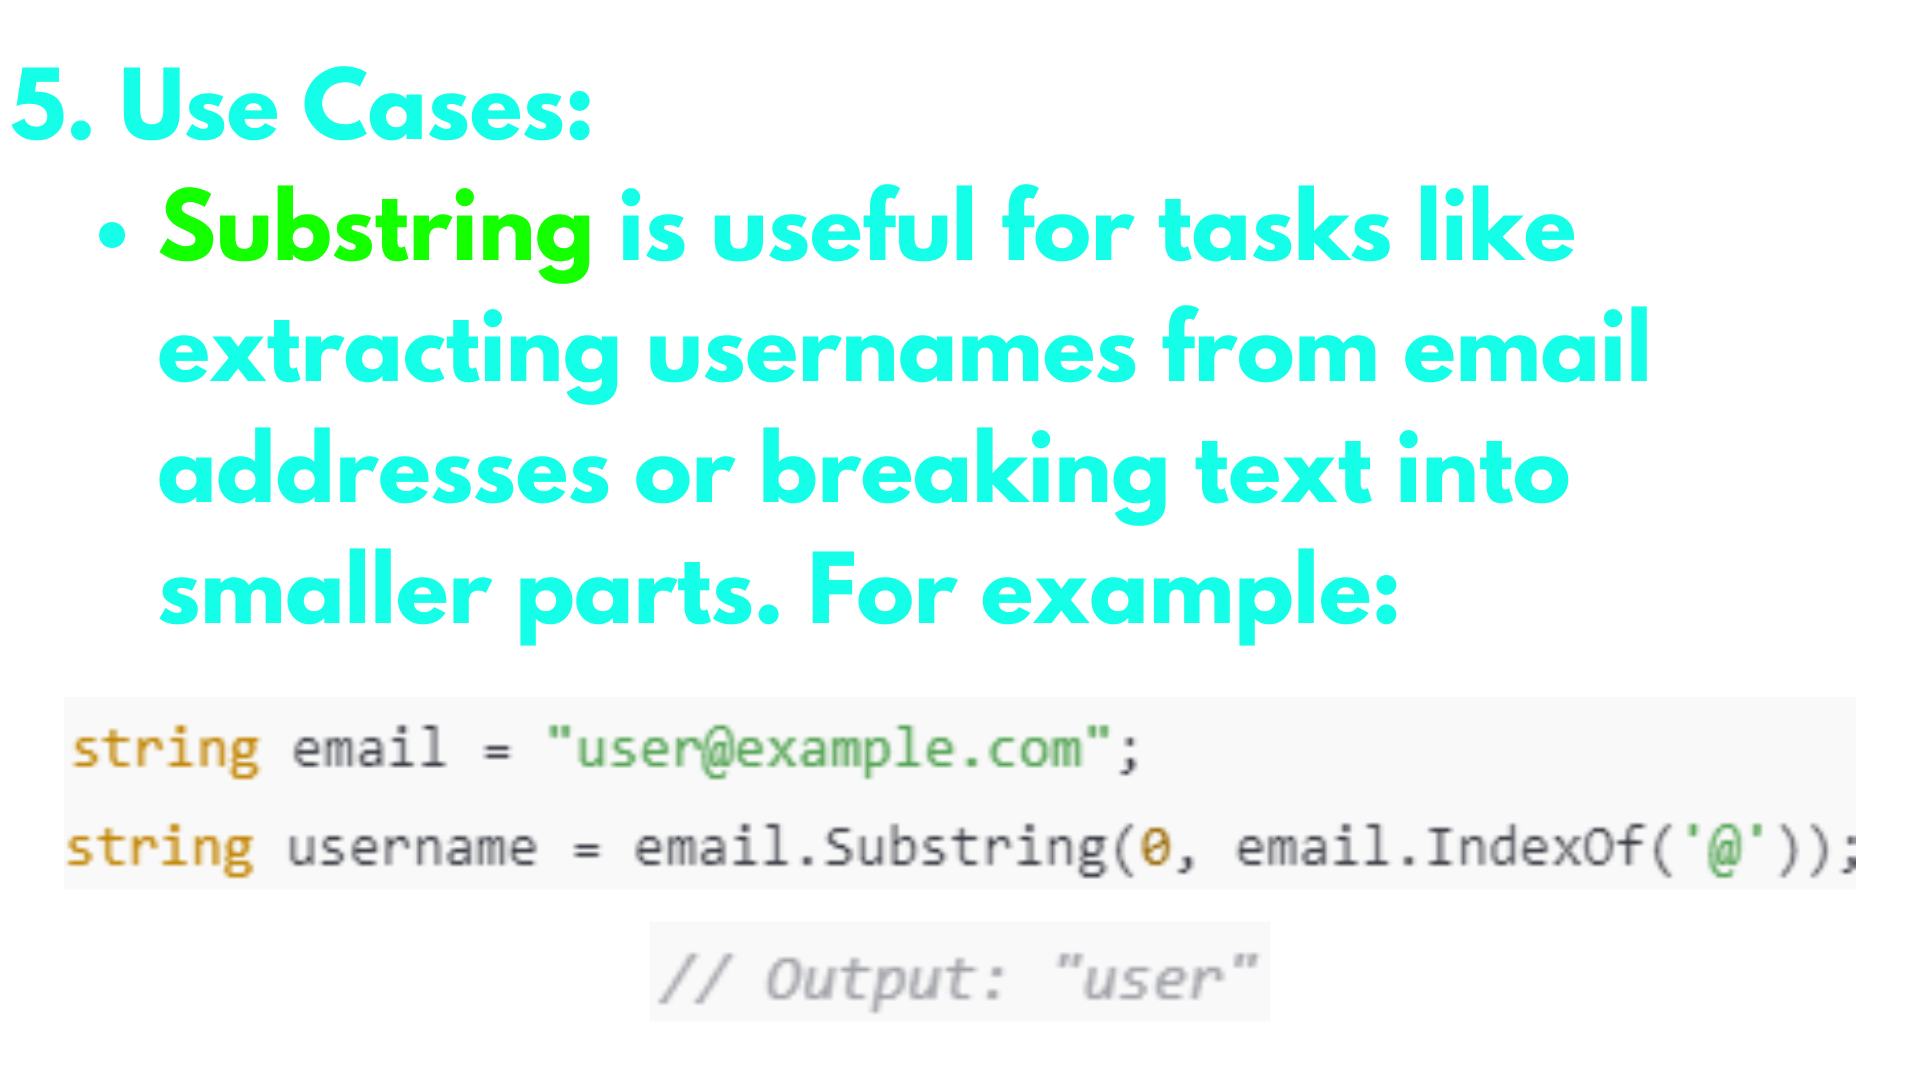 5. Use Cases:
• Substring is useful for tasks like
extracting usernames from email
addresses or breaking text into
smaller parts. For example:
string email = "user@example.com";
string username = email.Substring(0, email.IndexOf('@'));
// Output: "user"